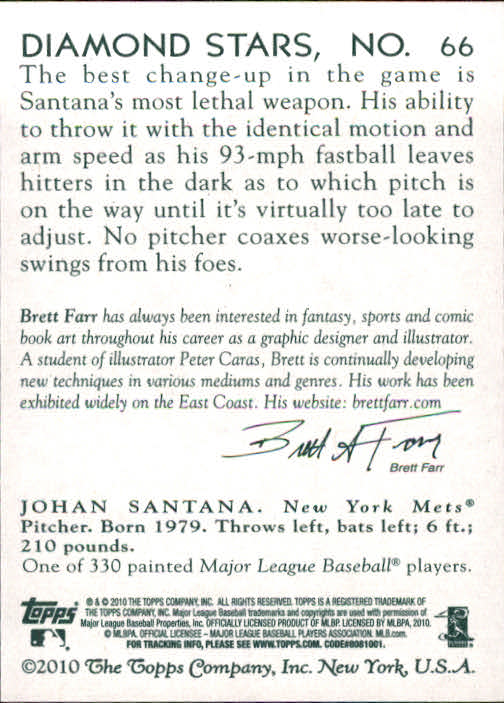 DIAMOND STARS, NO. 66
The best change-up in the game is
Santana's most lethal weapon. His ability
to throw it with the identical motion and
arm speed as his 93-mph fastball leaves
hitters in the dark as to which pitch is
on the way until it's virtually too late to
adjust. No pitcher coaxes worse-looking
swings from his foes.
Brett Farr has always been interested in fantasy, sports and comic
book art throughout his career as a graphic designer and illustrator.
A student of illustrator Peter Caras, Brett is continually developing
new techniques in various mediums and genres. His work has been
exhibited widely on the East Coast. His website: brettfarr.com
Brett A Farr
Brett Farr
JOHAN SANTANA. New York Mets®
Pitcher. Born 1979. Throws left, bats left; 6 ft.;
210 pounds.
One of 330 painted Major League Baseball® players.
Topps
® & © 2010 THE TOPPS COMPANY, INC. ALL RIGHTS RESERVED. TOPPS IS A REGISTERED TRADEMARK OF
THE TOPPS COMPANY, INC. Major League Baseball trademarks and copyrights are used with permission of
Major League Baseball Properties, Inc. OFFICIALLY LICENSED PRODUCT OF MLBP. LICENSED BY MLBPA, 2010.
© MLBPA. OFFICIAL LICENSEE – MAJOR LEAGUE BASEBALL PLAYERS ASSOCIATION. MLB.com
FOR TRACKING INFO, PLEASE SEE WWW.TOPPS.COM. CODE#8081001.
©2010 The Topps Company, Inc. New York, U.S.A.